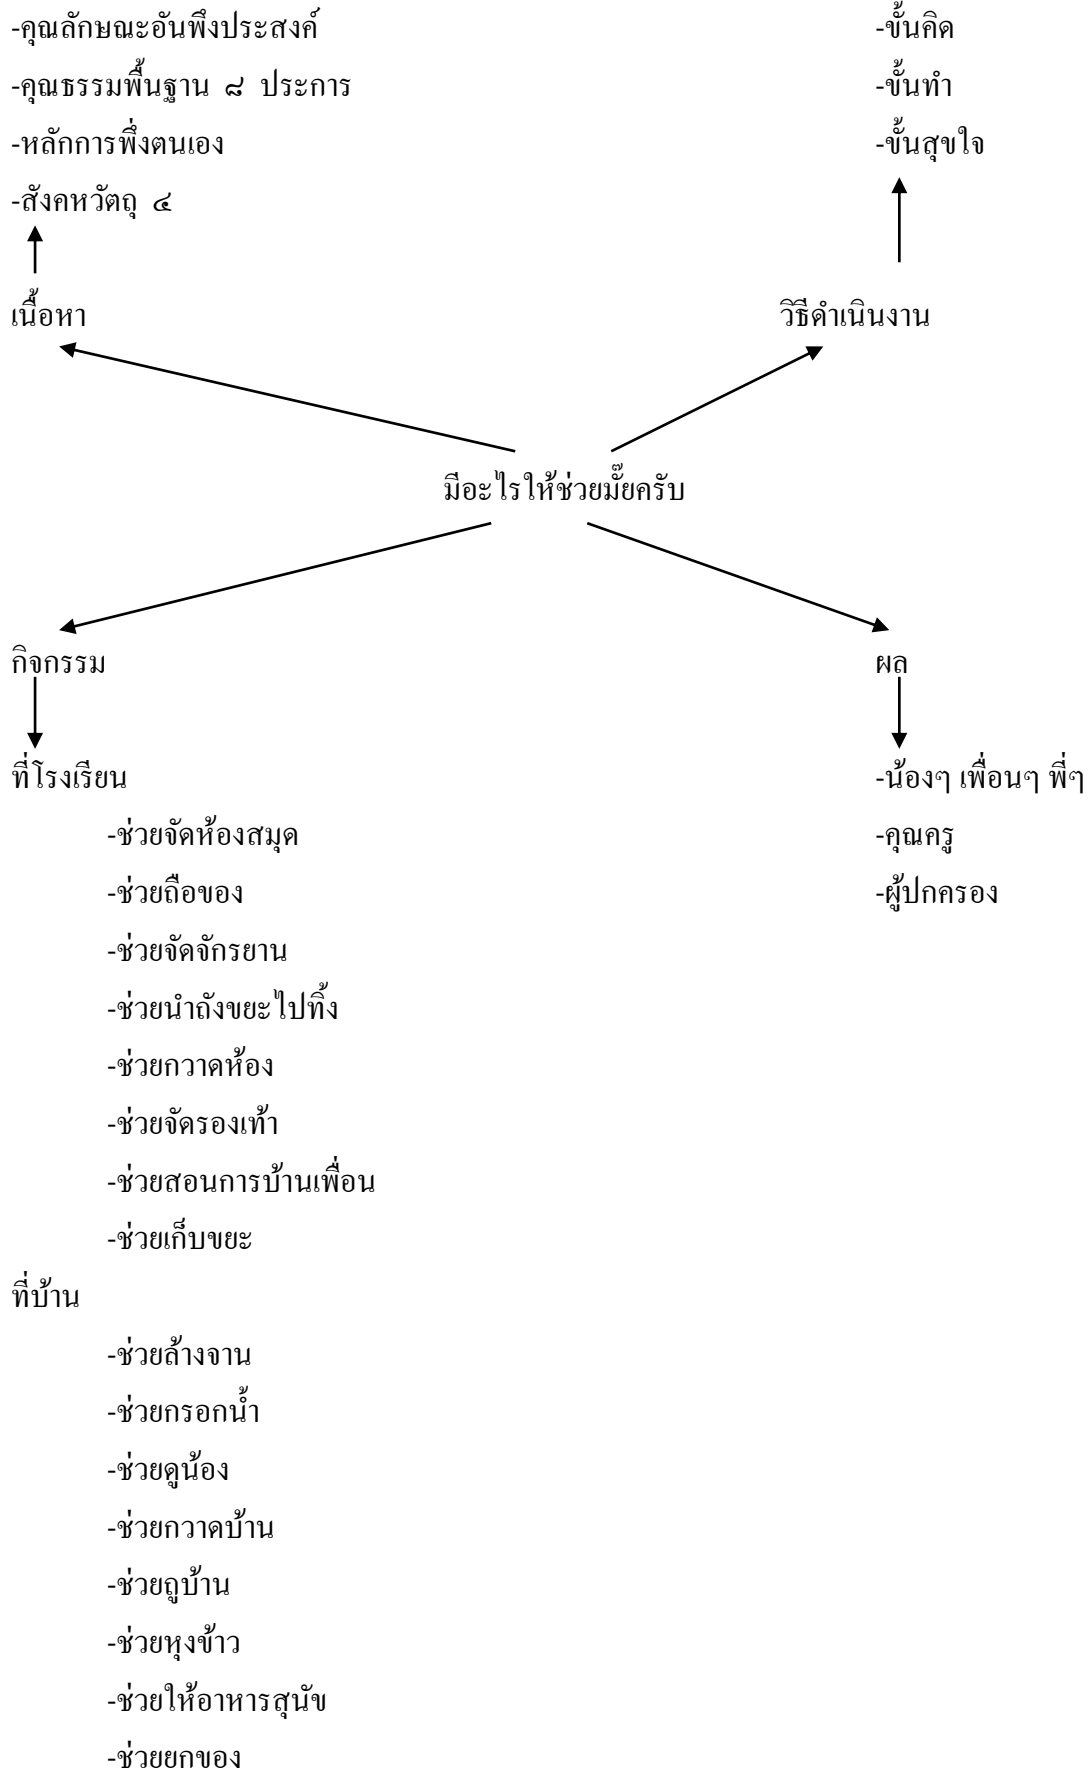 -คุณลักษณะอันพึงประสงค์
-คุณธรรมพื้นฐาน ๘ ประการ
-หลักการพึ่งตนเอง
-สังคหวัตถุ ๔
-ขั้นคิด
-ขั้นทำ
-ขั้นสุขใจ
เนื้อหา
วิธีดำเนินงาน
มีอะไรให้ช่วยมั๊ยครับ
กิจกรรม
ผล
ที่โรงเรียน
-ช่วยจัดห้องสมุด
-ช่วยถือของ
-ช่วยจัดจักรยาน
-ช่วยนำถังขยะไปทิ้ง
-ช่วยกวาดห้อง
-ช่วยจัดรองเท้า
-ช่วยสอนการบ้านเพื่อน
-ช่วยเก็บขยะ
-น้องๆ เพื่อนๆ พี่ๆ
-คุณครู
-ผู้ปกครอง
ที่บ้าน
-ช่วยล้างจาน
-ช่วยกรอกน้ำ
-ช่วยดูน้อง
-ช่วยกวาดบ้าน
-ช่วยถูบ้าน
-ช่วยหุงข้าว
-ช่วยให้อาหารสุนัข
-ช่วยยกของ